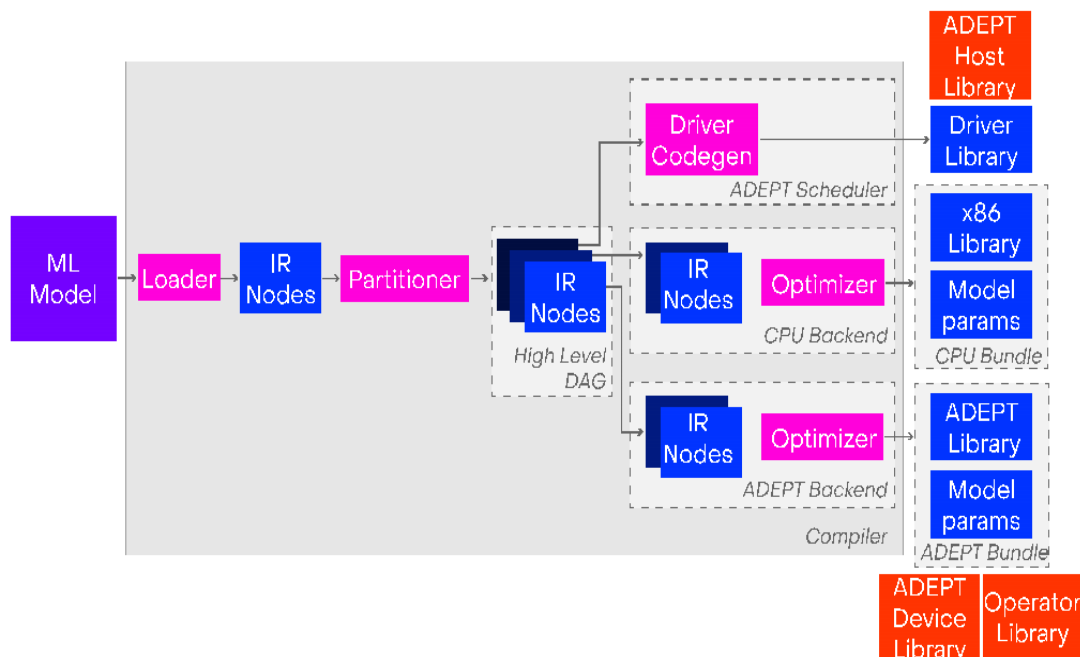 ADEPT
Host
Library
Driver
Codegen
ADEPT Scheduler
Driver
Library
ML
Model
Loader
IR
Nodes
Partitioner
IR
Nodes
High Level
DAG
IR
Nodes
Optimizer
CPU Backend
x86
Library
Model
params
CPU Bundle
IR
Nodes
Optimizer
ADEPT Backend
ADEPT
Library
Model
params
ADEPT Bundle
Compiler
ADEPT
Device
Library
Operator
Library